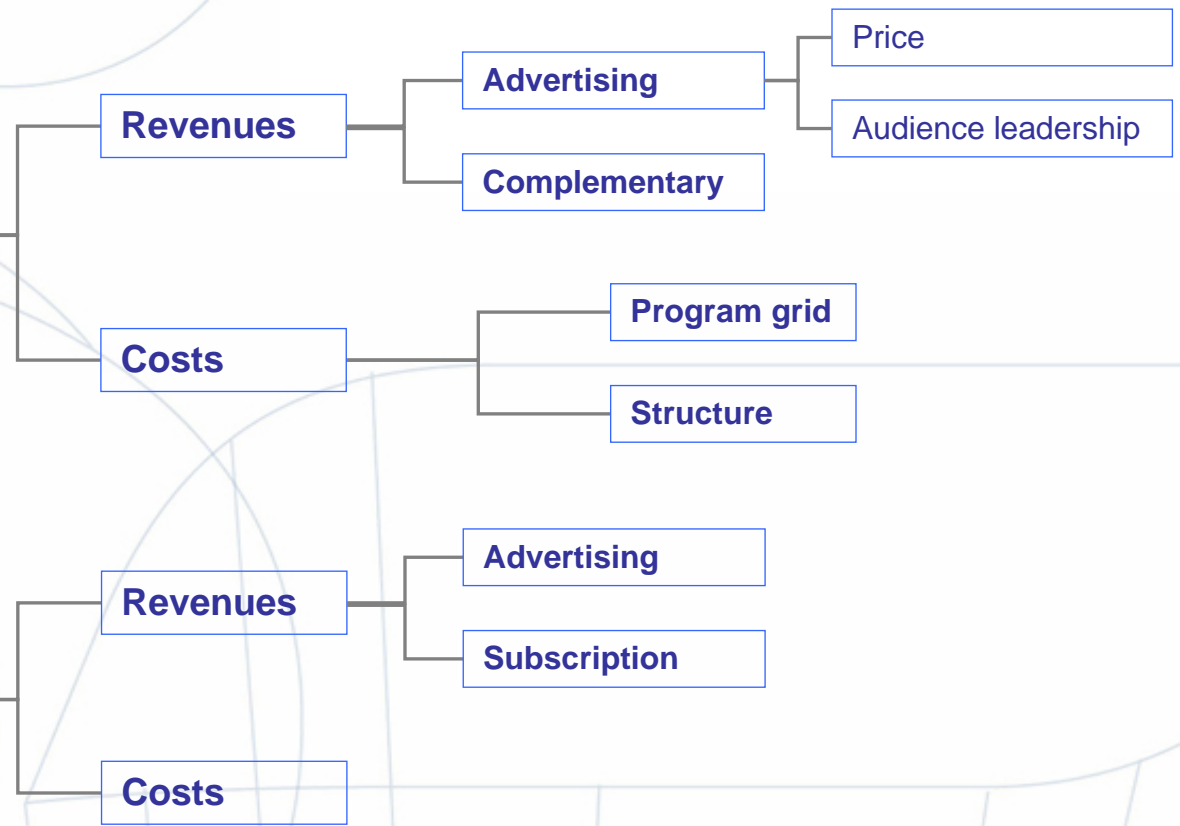 Price
Advertising
Revenues
Audience leadership
Complementary
Program grid
Costs
Structure
Advertising
Revenues
Subscription
Costs